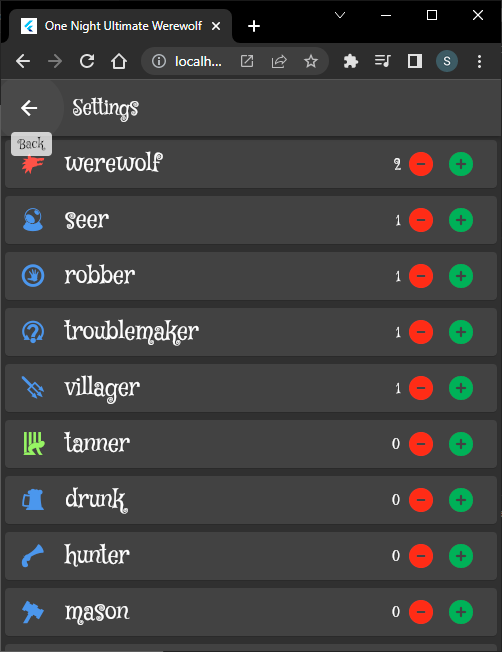 One Night Ultimate Werewolf
localh...
S
Settings
Back
werewolf 2
seer 1
robber 1
troublemaker 1
villager 1
tanner 0
drunk 0
hunter 0
mason 0